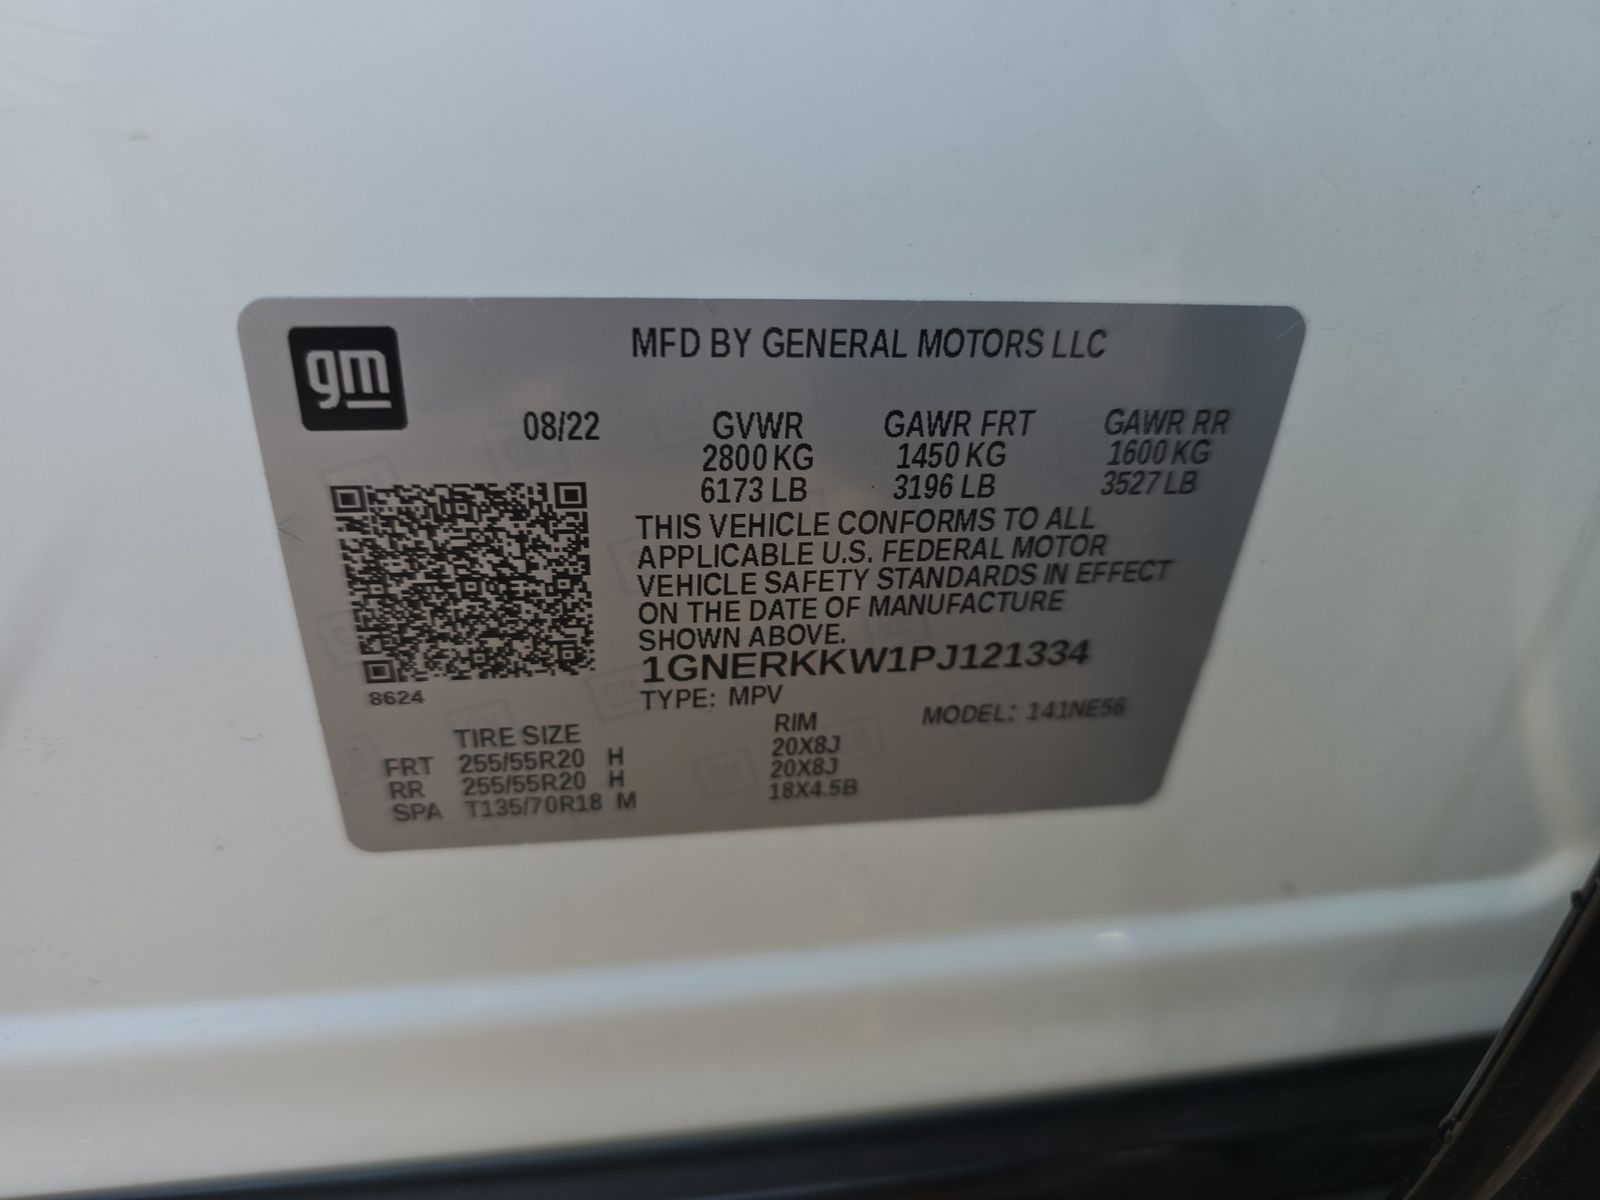 gm
MFD BY GENERAL MOTORS LLC
08/22 GVWR GAWR FRT GAWR RR
2800 KG 1450 KG 1600 KG
6173 LB 3196 LB 3527 LB
THIS VEHICLE CONFORMS TO ALL
APPLICABLE U.S. FEDERAL MOTOR
VEHICLE SAFETY STANDARDS IN EFFECT
ON THE DATE OF MANUFACTURE
SHOWN ABOVE.
1GNERKKW1PJ121334
8624
TYPE: MPV MODEL: 141NE56
TIRE SIZE RIM
FRT 255/55R20 H 20X8J
RR 255/55R20 H 20X8J
SPA T135/70R18 M 18X4.5B